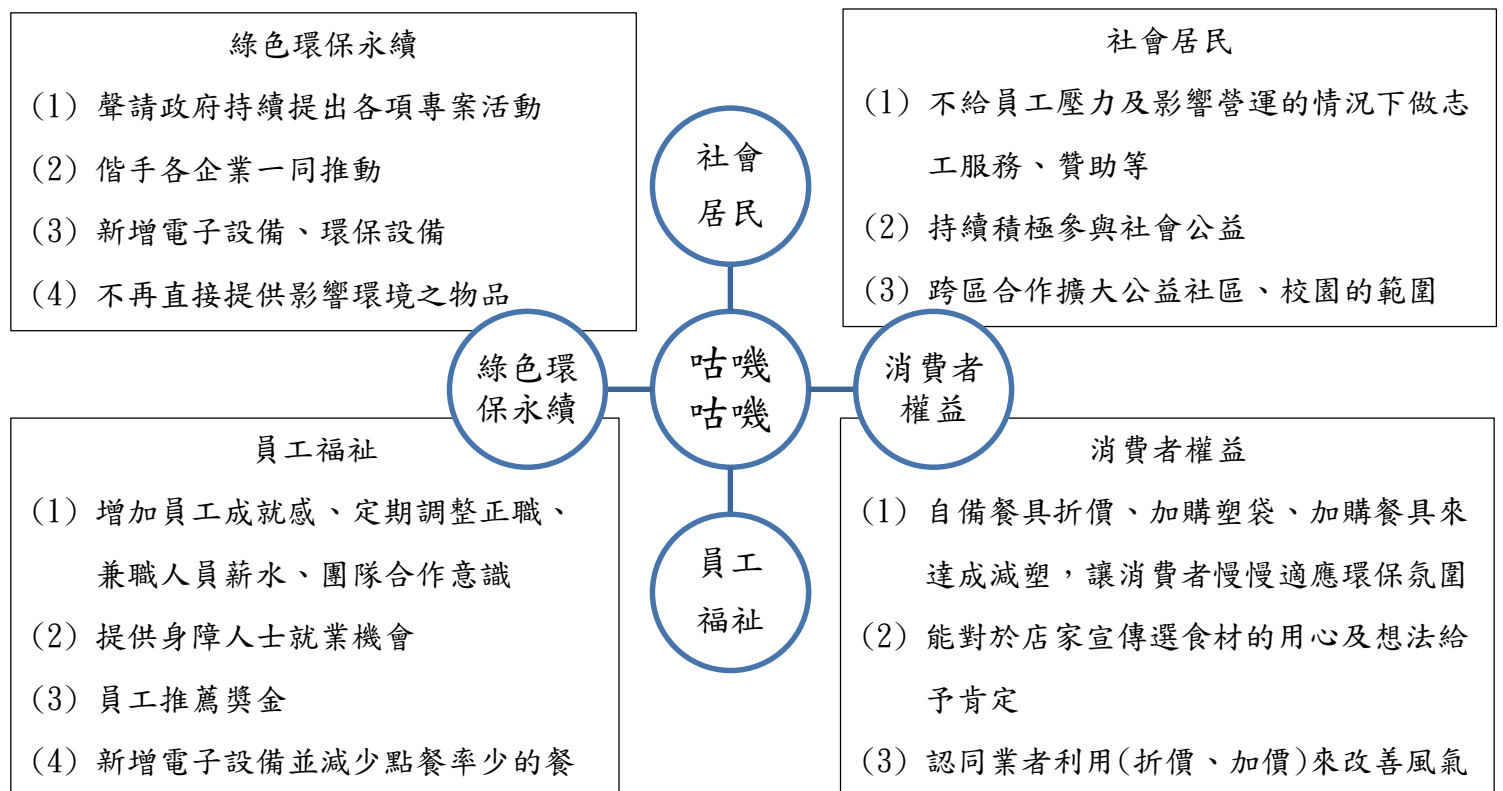 綠色環保永續
(1) 聲請政府持續提出各項專案活動
(2) 偕手各企業一同推動
(3) 新增電子設備、環保設備
(4) 不再直接提供影響環境之物品
社會居民
(1) 不給員工壓力及影響營運的情況下做志
工服務、贊助等
(2) 持續積極參與社會公益
(3) 跨區合作擴大公益社區、校園的範圍
社會
居民
綠色環
保永續
咕嘰
咕嘰
消費者
權益
員工
福祉
員工福祉
(1) 增加員工成就感、定期調整正職、
兼職人員薪水、團隊合作意識
(2) 提供身障人士就業機會
(3) 員工推薦獎金
(4) 新增電子設備並減少點餐率少的餐
消費者權益
(1) 自備餐具折價、加購塑袋、加購餐具來
達成減塑，讓消費者慢慢適應環保氛圍
(2) 能對於店家宣傳選食材的用心及想法給
予肯定
(3) 認同業者利用(折價、加價)來改善風氣